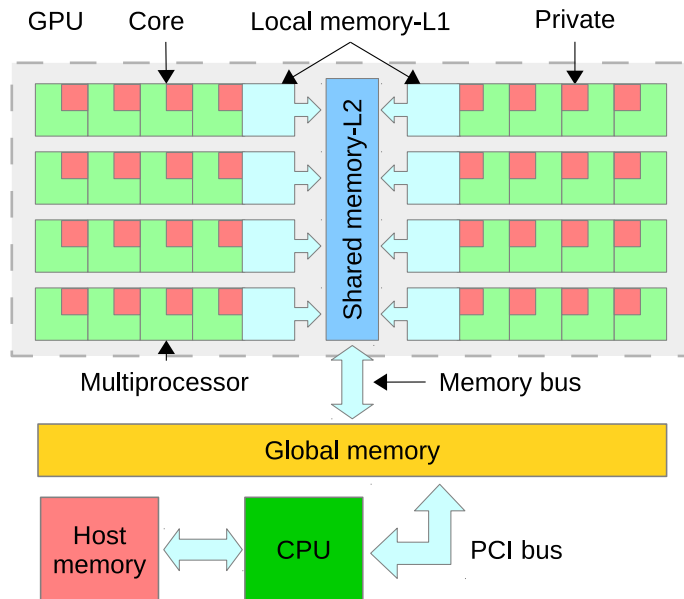 GPU
Core
Local memory-L1
Private
Shared memory-L2
Multiprocessor
Memory bus
Global memory
Host
memory
CPU
PCI bus